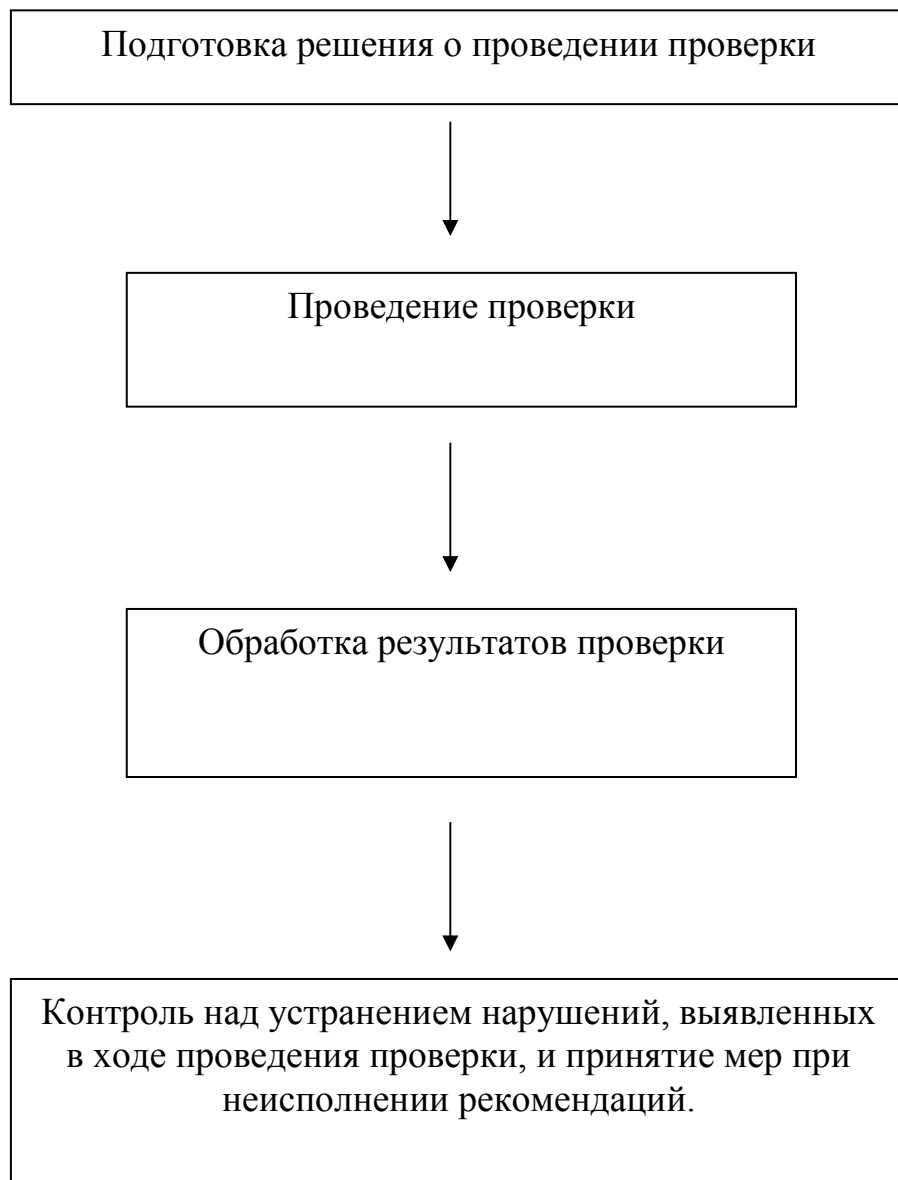 Подготовка решения о проведении проверки
Проведение проверки
Обработка результатов проверки
Контроль над устранением нарушений, выявленных
в ходе проведения проверки, и принятие мер при
неисполнении рекомендаций.